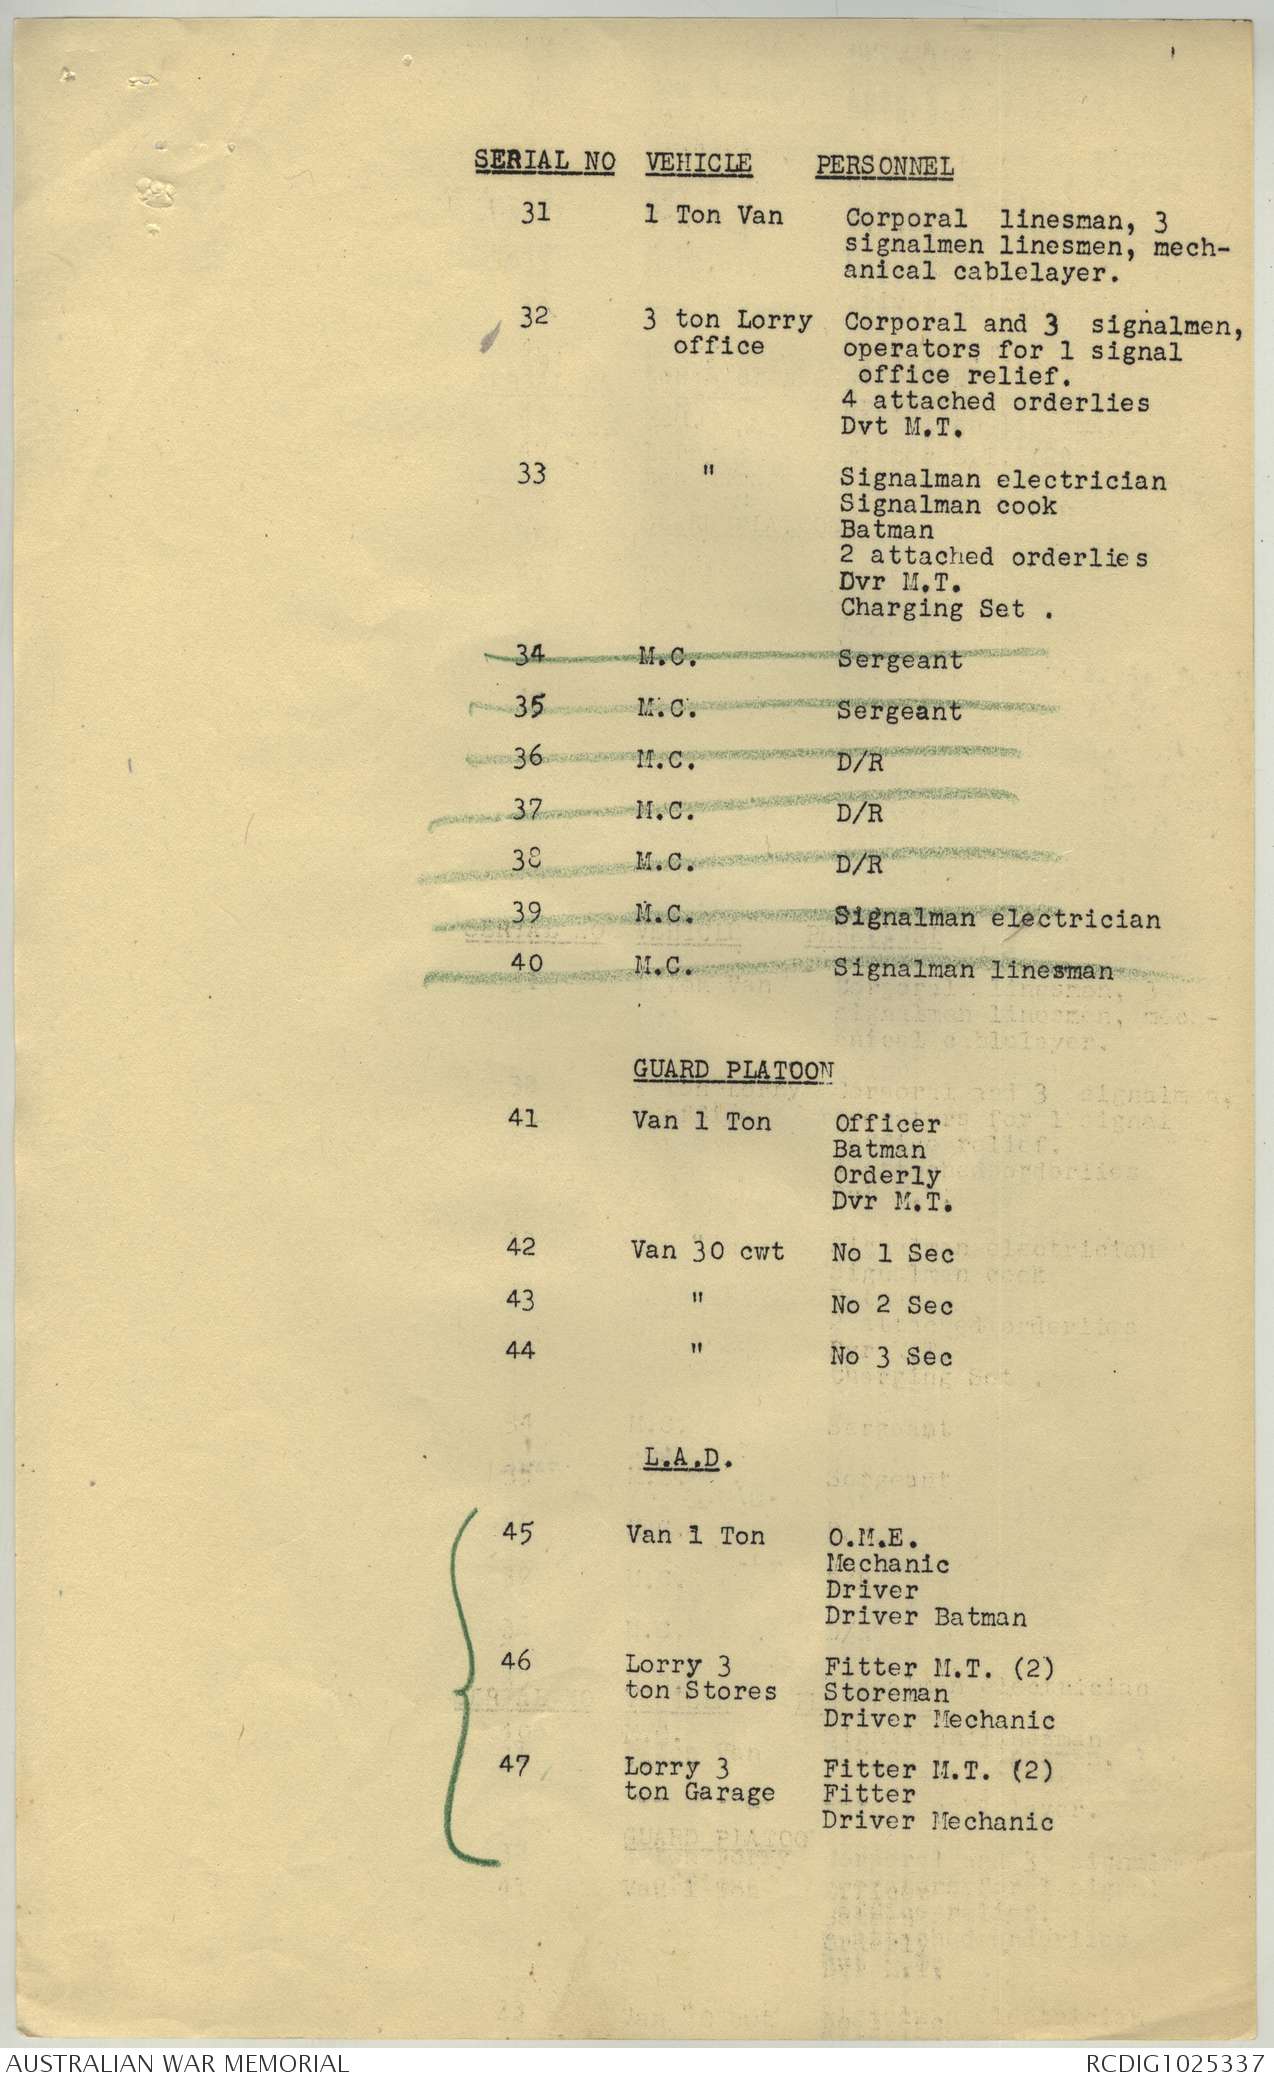 SERIAL NO VEHICLE PERSONNEL
31 1 Ton Van Corporal linesman, 3
signalmen linesmen, mech-
anical cablelayer.
32 3 ton Lorry Corporal and 3 signalmen,
office operators for 1 signal
office relief.
4 attached orderlies
Dvt M.T.
33 " Signalman electrician
Signalman cook
Batman
2 attached orderlies
Dvr M.T.
Charging Set .
34 M.C. Sergeant
35 M.C. Sergeant
36 M.C. D/R
37 M.C. D/R
38 M.C. D/R
39 M.C. Signalman electrician
40 M.C. Signalman linesman
GUARD PLATOON
41 Van 1 Ton Officer
Batman
Orderly
Dvr M.T.
42 Van 30 cwt No 1 Sec
43 " No 2 Sec
44 " No 3 Sec
L.A.D.
45 Van 1 Ton O.M.E.
Mechanic
Driver
Driver Batman
46 Lorry 3 Fitter M.T. (2)
ton Stores Storeman
Driver Mechanic
47 Lorry 3 Fitter M.T. (2)
ton Garage Fitter
Driver Mechanic
AUSTRALIAN WAR MEMORIAL RCDIG1025337